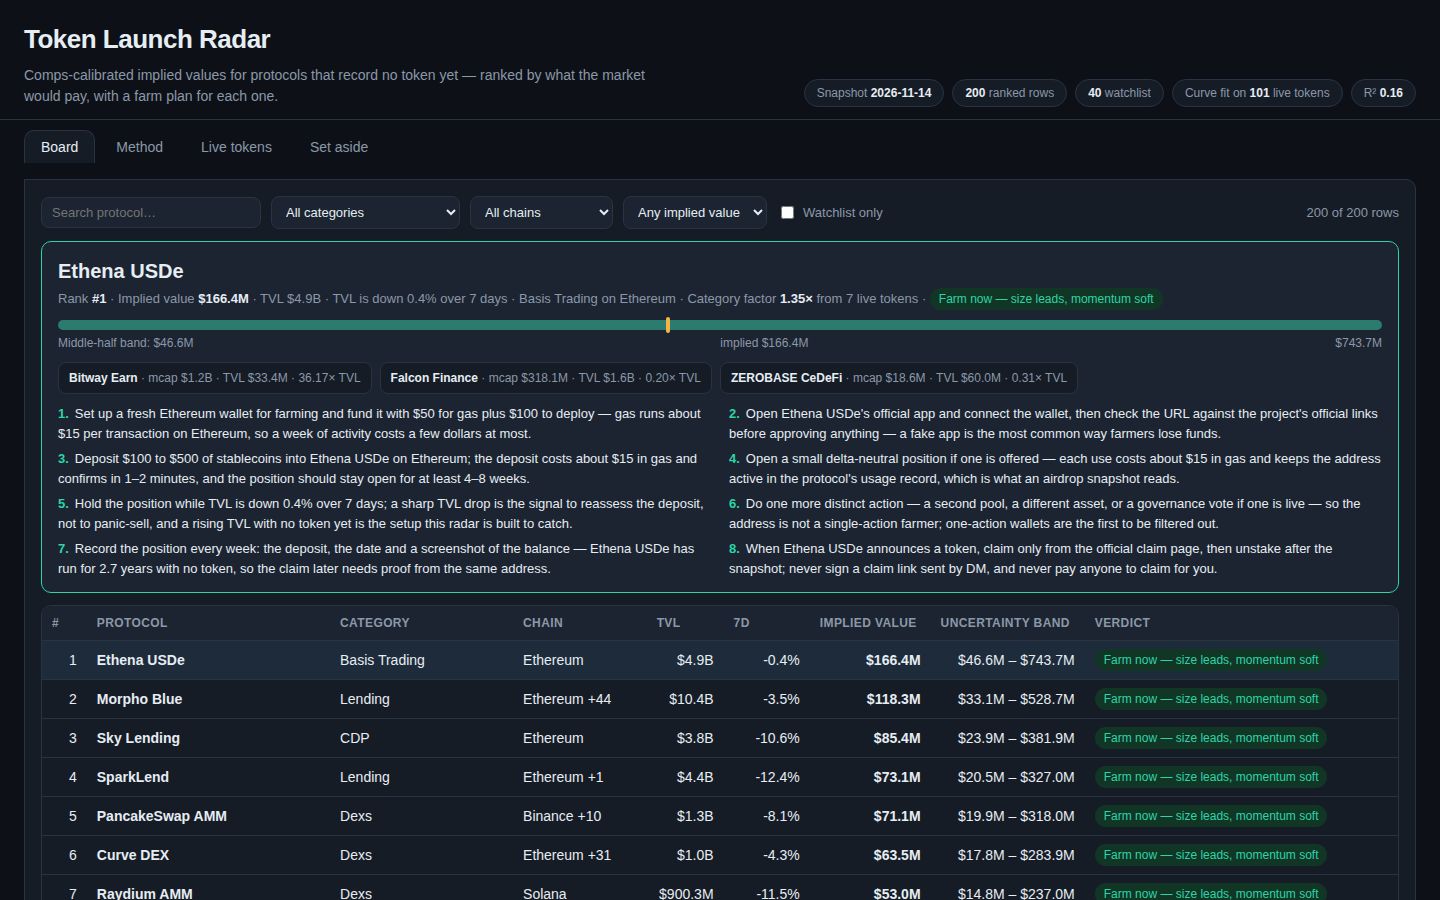 Token Launch Radar
Comps-calibrated implied values for protocols that record no token yet — ranked by what the market
would pay, with a farm plan for each one.
Snapshot 2026-11-14
200 ranked rows
40 watchlist
Curve fit on 101 live tokens
R² 0.16
Board
Method
Live tokens
Set aside
Search protocol…
All categories
All chains
Any implied value
Watchlist only
200 of 200 rows
Ethena USDe
Rank #1 · Implied value $166.4M · TVL $4.9B · TVL is down 0.4% over 7 days · Basis Trading on Ethereum · Category factor 1.35× from 7 live tokens · Farm now — size leads, momentum soft
Middle-half band: $46.6M
implied $166.4M
$743.7M
Bitway Earn · mcap $1.2B · TVL $33.4M · 36.17× TVL
Falcon Finance · mcap $318.1M · TVL $1.6B · 0.20× TVL
ZEROBASE CeDeFi · mcap $18.6M · TVL $60.0M · 0.31× TVL
1. Set up a fresh Ethereum wallet for farming and fund it with $50 for gas plus $100 to deploy — gas runs about
$15 per transaction on Ethereum, so a week of activity costs a few dollars at most.
2. Open Ethena USDe's official app and connect the wallet, then check the URL against the project's official links
before approving anything — a fake app is the most common way farmers lose funds.
3. Deposit $100 to $500 of stablecoins into Ethena USDe on Ethereum; the deposit costs about $15 in gas and
confirms in 1–2 minutes, and the position should stay open for at least 4–8 weeks.
4. Open a small delta-neutral position if one is offered — each use costs about $15 in gas and keeps the address
active in the protocol's usage record, which is what an airdrop snapshot reads.
5. Hold the position while TVL is down 0.4% over 7 days; a sharp TVL drop is the signal to reassess the deposit,
not to panic-sell, and a rising TVL with no token yet is the setup this radar is built to catch.
6. Do one more distinct action — a second pool, a different asset, or a governance vote if one is live — so the
address is not a single-action farmer; one-action wallets are the first to be filtered out.
7. Record the position every week: the deposit, the date and a screenshot of the balance — Ethena USDe has
run for 2.7 years with no token, so the claim later needs proof from the same address.
8. When Ethena USDe announces a token, claim only from the official claim page, then unstake after the
snapshot; never sign a claim link sent by DM, and never pay anyone to claim for you.
# PROTOCOL CATEGORY CHAIN TVL 7D IMPLIED VALUE UNCERTAINTY BAND VERDICT
1 Ethena USDe Basis Trading Ethereum $4.9B -0.4% $166.4M $46.6M – $743.7M Farm now — size leads, momentum soft
2 Morpho Blue Lending Ethereum +44 $10.4B -3.5% $118.3M $33.1M – $528.7M Farm now — size leads, momentum soft
3 Sky Lending CDP Ethereum $3.8B -10.6% $85.4M $23.9M – $381.9M Farm now — size leads, momentum soft
4 SparkLend Lending Ethereum +1 $4.4B -12.4% $73.1M $20.5M – $327.0M Farm now — size leads, momentum soft
5 PancakeSwap AMM Dexs Binance +10 $1.3B -8.1% $71.1M $19.9M – $318.0M Farm now — size leads, momentum soft
6 Curve DEX Dexs Ethereum +31 $1.0B -4.3% $63.5M $17.8M – $283.9M Farm now — size leads, momentum soft
7 Raydium AMM Dexs Solana $900.3M -11.5% $53.0M $14.8M – $237.0M Farm now — size leads, momentum soft